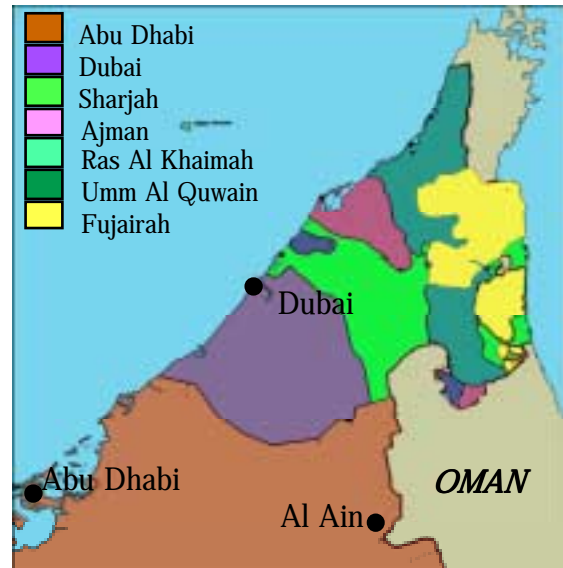 Abu Dhabi
Dubai
Sharjah
Ajman
Ras Al Khaimah
Umm Al Quwain
Fujairah
Dubai
Abu Dhabi
OMAN
Al Ain